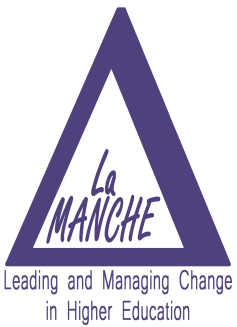 La
MANCHE
Leading and Managing Change
in Higher Education